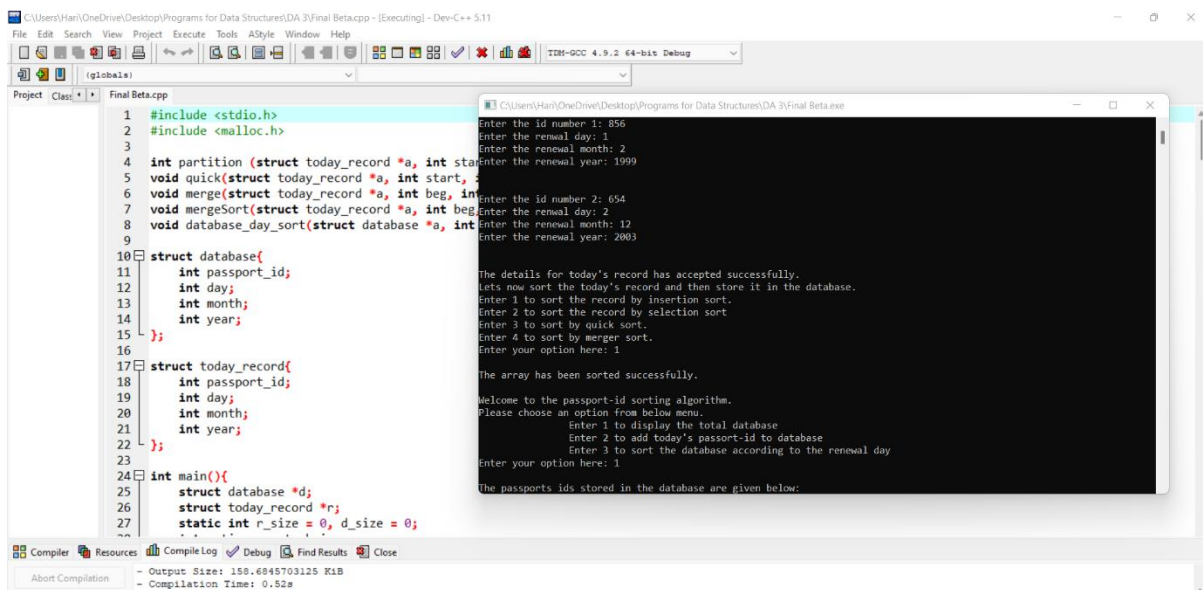 C:\Users\Hari\OneDrive\Desktop\Programs for Data Structures\DA 3\Final Beta.cpp - [Executing] - Dev-C++ 5.11
File Edit Search View Project Execute Tools AStyle Window Help
TDM-GCC 4.9.2 64-bit Debug
(globals)
Project Class Final Beta.cpp
1 #include <stdio.h>
2 #include <malloc.h>
3
4 int partition (struct today_record *a, int star
5 void quick(struct today_record *a, int start, i
6 void merge(struct today_record *a, int beg, int
7 void mergeSort(struct today_record *a, int beg,
8 void database_day_sort(struct database *a, int
9
10 struct database{
11 int passport_id;
12 int day;
13 int month;
14 int year;
15 };
16
17 struct today_record{
18 int passport_id;
19 int day;
20 int month;
21 int year;
22 };
23
24 int main(){
25 struct database *d;
26 struct today_record *r;
27 static int r_size = 0, d_size = 0;
C:\Users\Hari\OneDrive\Desktop\Programs for Data Structures\DA 3\Final Beta.exe
Enter the id number 1: 856
Enter the renwal day: 1
Enter the renewal month: 2
Enter the renewal year: 1999
Enter the id number 2: 654
Enter the renwal day: 2
Enter the renewal month: 12
Enter the renewal year: 2003
The details for today's record has accepted successfully.
Lets now sort the today's record and then store it in the database.
Enter 1 to sort the record by insertion sort.
Enter 2 to sort the record by selection sort
Enter 3 to sort by quick sort.
Enter 4 to sort by merger sort.
Enter your option here: 1
The array has been sorted successfully.
Welcome to the passport-id sorting algorithm.
Please choose an option from below menu.
Enter 1 to display the total database
Enter 2 to add today's passort-id to database
Enter 3 to sort the database according to the renewal day
Enter your option here: 1
The passports ids stored in the database are given below:
Compiler Resources Compile Log Debug Find Results Close
Abort Compilation
- Output Size: 158.6845703125 KiB
- Compilation Time: 0.52s